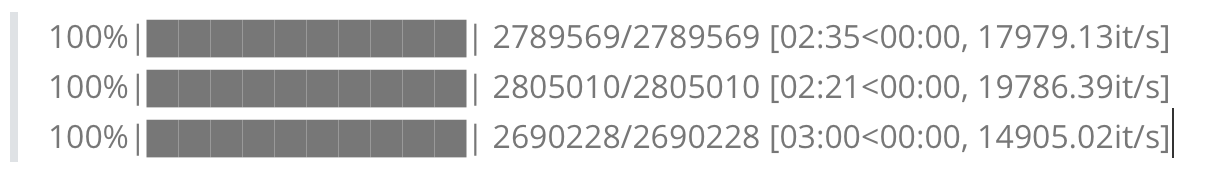 100%|██████████| 2789569/2789569 [02:35<00:00, 17979.13it/s]
100%|██████████| 2805010/2805010 [02:21<00:00, 19786.39it/s]
100%|██████████| 2690228/2690228 [03:00<00:00, 14905.02it/s]